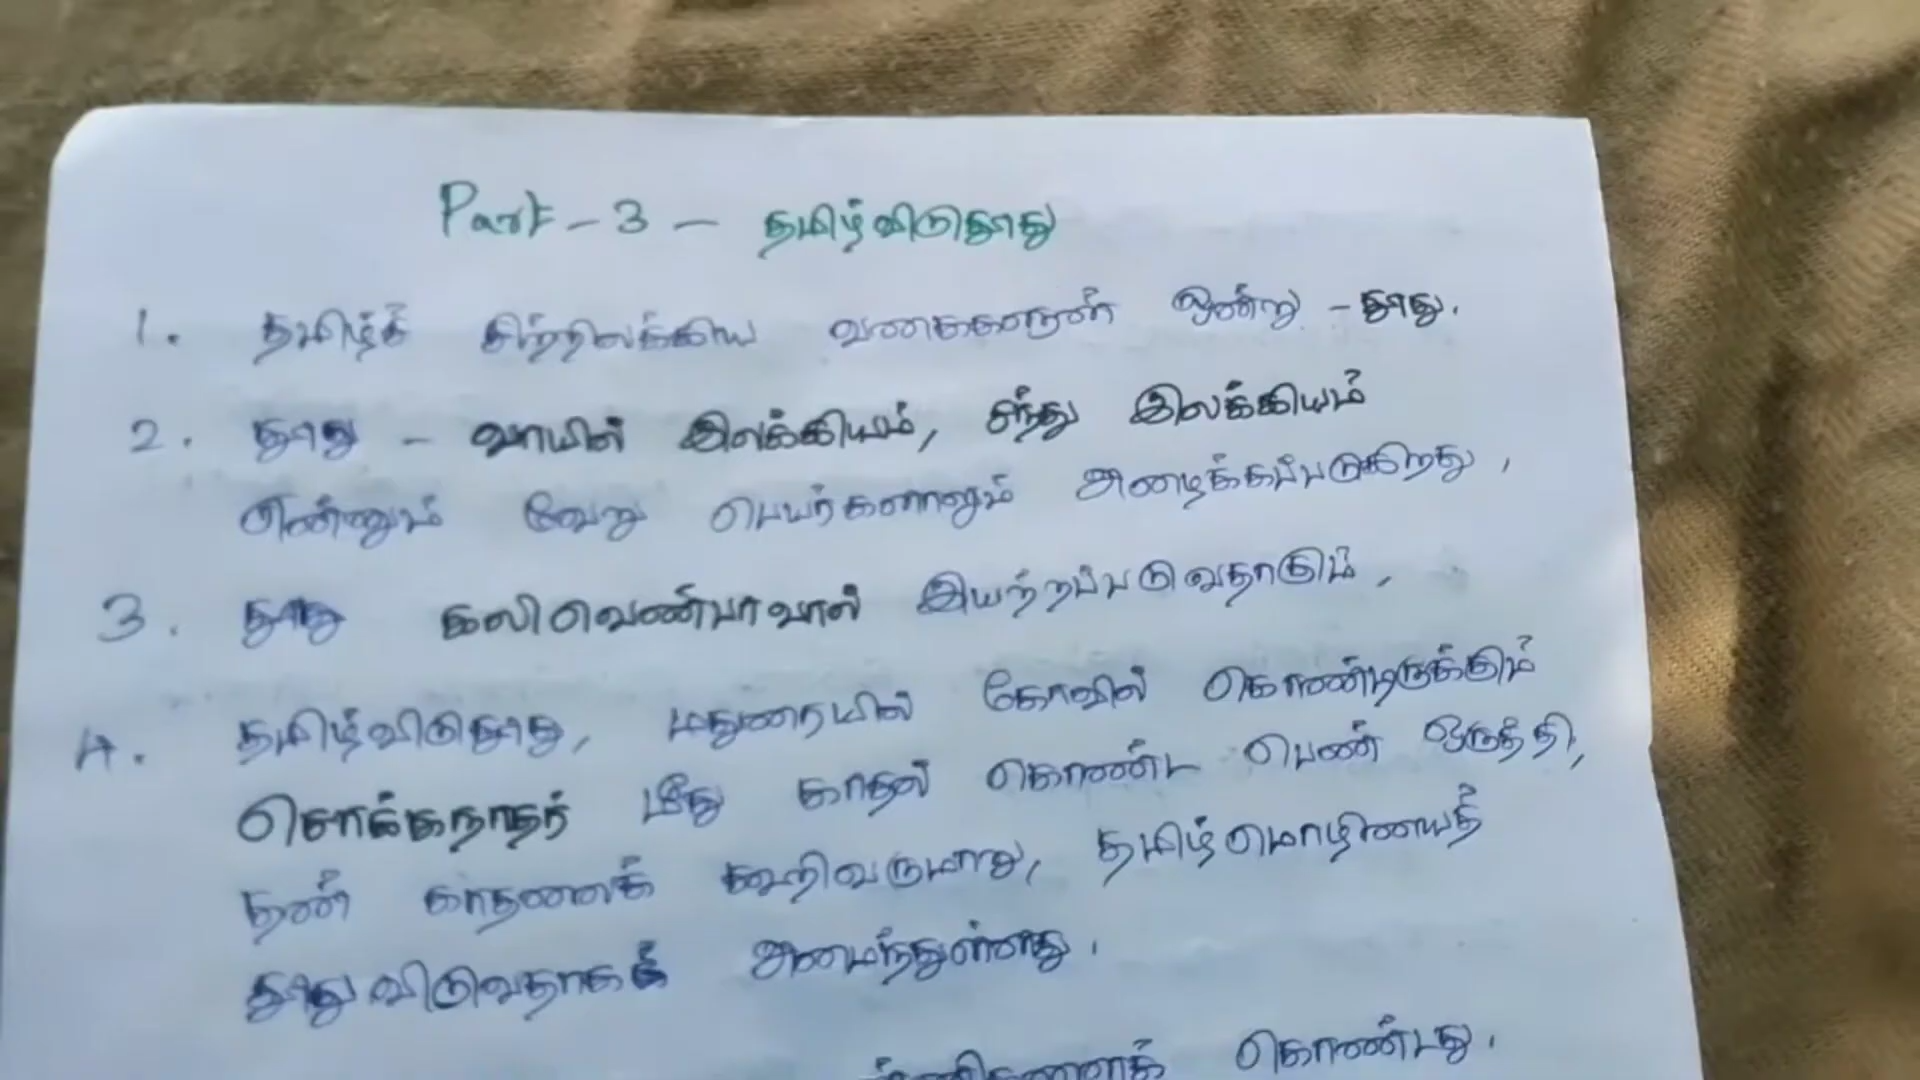 Part - 3 - தமிழ்விடுதூது
1. தமிழ்ச் சிற்றிலக்கிய வகைகளுள் ஒன்று - தூது.
2. தூது - வாயில் இலக்கியம், சந்து இலக்கியம்
என்னும் வேறு பெயர்களாலும் அழைக்கப்படுகிறது.
3. தூது கலிவெண்பாவால் இயற்றப்படுவதாகும்.
4. தமிழ்விடுதூது, மதுரையில் கோவில் கொண்டிருக்கும்
சொக்கநாதர் மீது காதல் கொண்ட பெண் ஒருத்தி,
தன் காதலைக் கூறிவருமாறு, தமிழ்மொழியைத்
தூதுவிடுவதாக அமைந்துள்ளது.
கொண்டது.